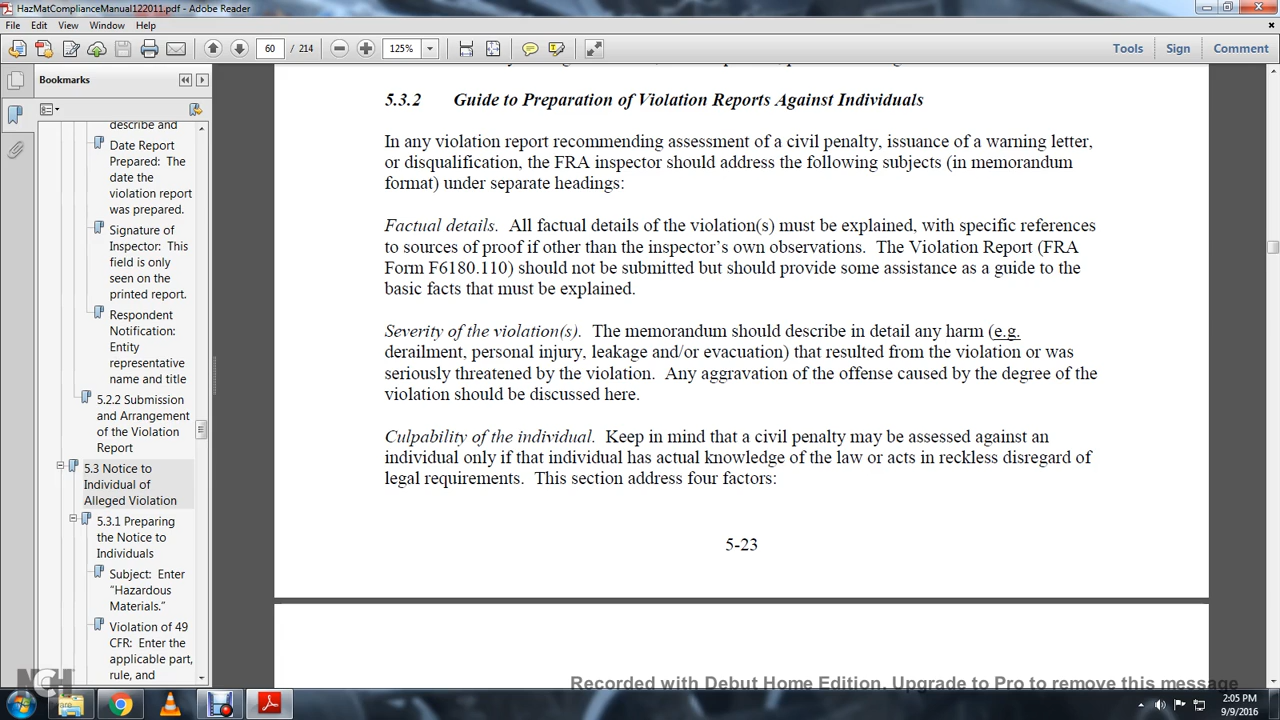 HazMatComplianceManual122011.pdf - Adobe Reader
File Edit View Window Help
60 / 214 125% Tools Sign Comment
Bookmarks
describe and
Date Report
Prepared: The
date the
violation report
was prepared.
Signature of
Inspector: This
field is only
seen on the
printed report.
Respondent
Notification:
Entity
representative
name and title
5.2.2 Submission
and Arrangement
of the Violation
Report
5.3 Notice to
Individual of
Alleged Violation
5.3.1 Preparing
the Notice to
Individuals
Subject: Enter
“Hazardous
Materials.”
Violation of 49
CFR: Enter the
applicable part,
rule, and
5.3.2 Guide to Preparation of Violation Reports Against Individuals
In any violation report recommending assessment of a civil penalty, issuance of a warning letter,
or disqualification, the FRA inspector should address the following subjects (in memorandum
format) under separate headings:
Factual details. All factual details of the violation(s) must be explained, with specific references
to sources of proof if other than the inspector’s own observations. The Violation Report (FRA
Form F6180.110) should not be submitted but should provide some assistance as a guide to the
basic facts that must be explained.
Severity of the violation(s). The memorandum should describe in detail any harm (e.g.
derailment, personal injury, leakage and/or evacuation) that resulted from the violation or was
seriously threatened by the violation. Any aggravation of the offense caused by the degree of the
violation should be discussed here.
Culpability of the individual. Keep in mind that a civil penalty may be assessed against an
individual only if that individual has actual knowledge of the law or acts in reckless disregard of
legal requirements. This section address four factors:
5-23
Recorded with Debut Home Edition. Upgrade to Pro to remove this message
NCH
2:05 PM
9/9/2016